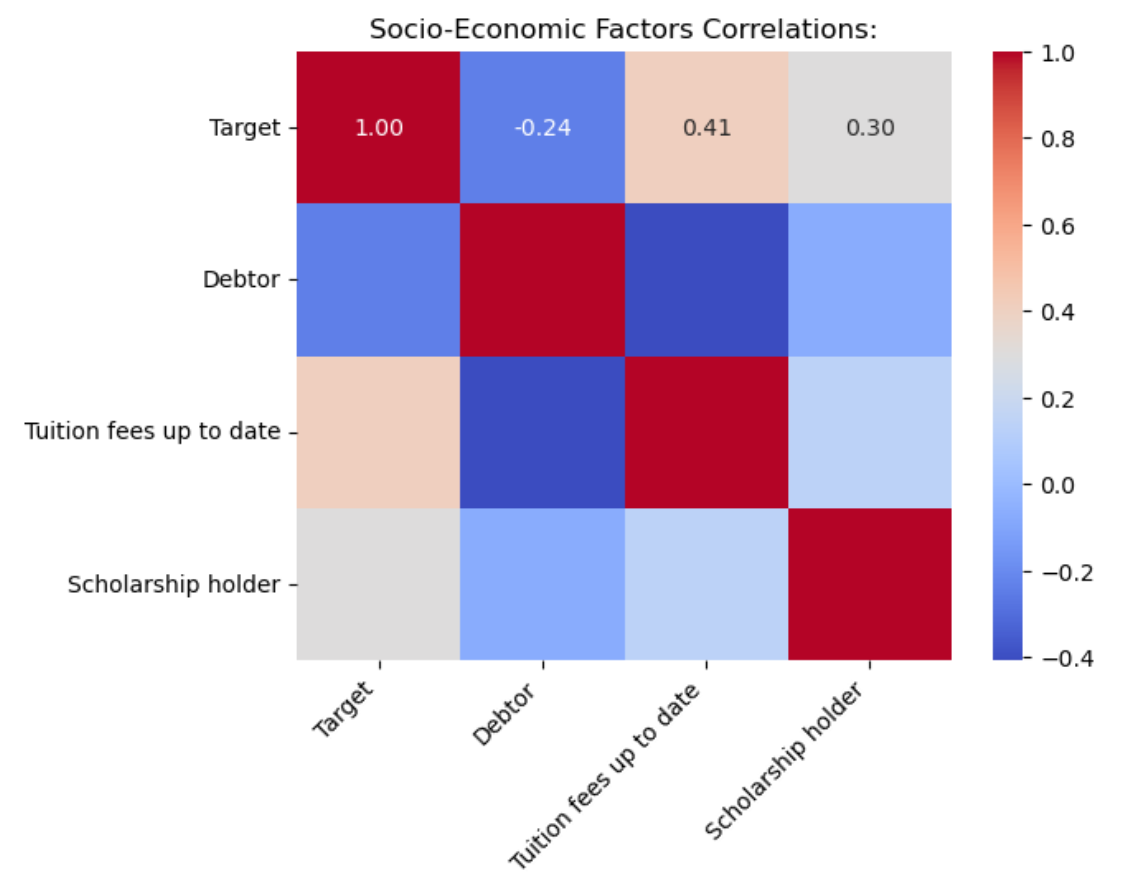 Socio-Economic Factors Correlations:
Target
1.00
-0.24
0.41
0.30
Debtor
Tuition fees up to date
Scholarship holder
Target
Debtor
Tuition fees up to date
Scholarship holder
1.0
0.8
0.6
0.4
0.2
0.0
−0.2
−0.4